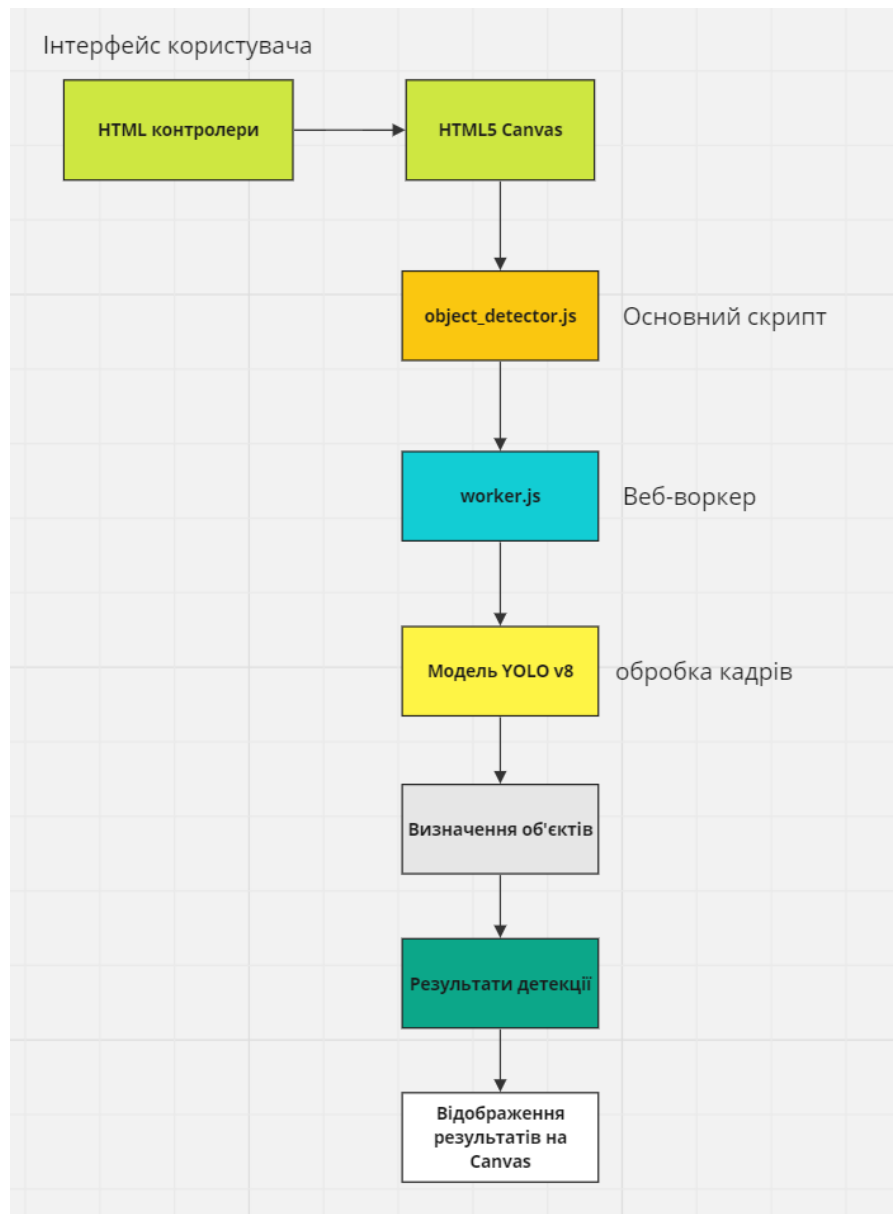 Інтерфейс користувача
HTML контролери
HTML5 Canvas
object_detector.js
Основний скрипт
worker.js
Веб-воркер
Модель YOLO v8
обробка кадрів
Визначення об'єктів
Результати детекції
Відображення
результатів на
Canvas